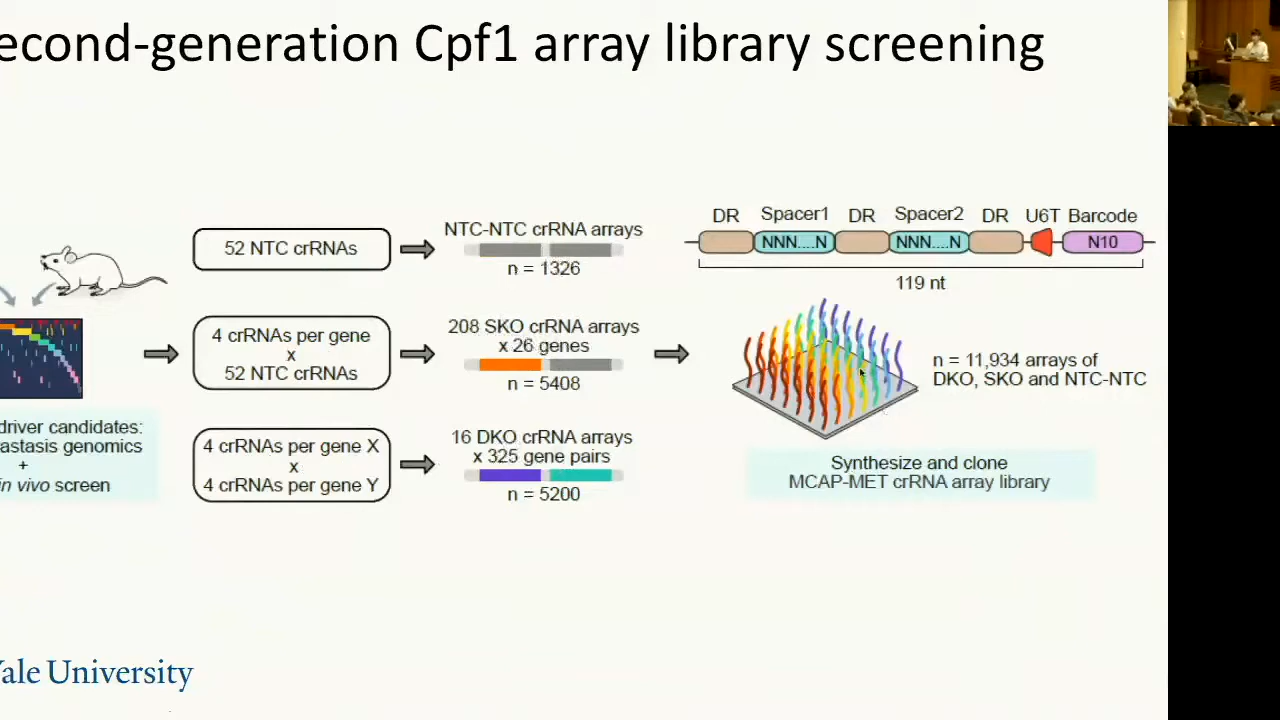 econd-generation Cpf1 array library screening
52 NTC crRNAs
NTC-NTC crRNA arrays
n = 1326
4 crRNAs per gene
x
52 NTC crRNAs
208 SKO crRNA arrays
x 26 genes
n = 5408
4 crRNAs per gene X
x
4 crRNAs per gene Y
16 DKO crRNA arrays
x 325 gene pairs
n = 5200
driver candidates:
astasis genomics
+
in vivo screen
DR Spacer1 DR Spacer2 DR U6T Barcode
NNN....N NNN....N N10
119 nt
n = 11,934 arrays of
DKO, SKO and NTC-NTC
Synthesize and clone
MCAP-MET crRNA array library
Yale University